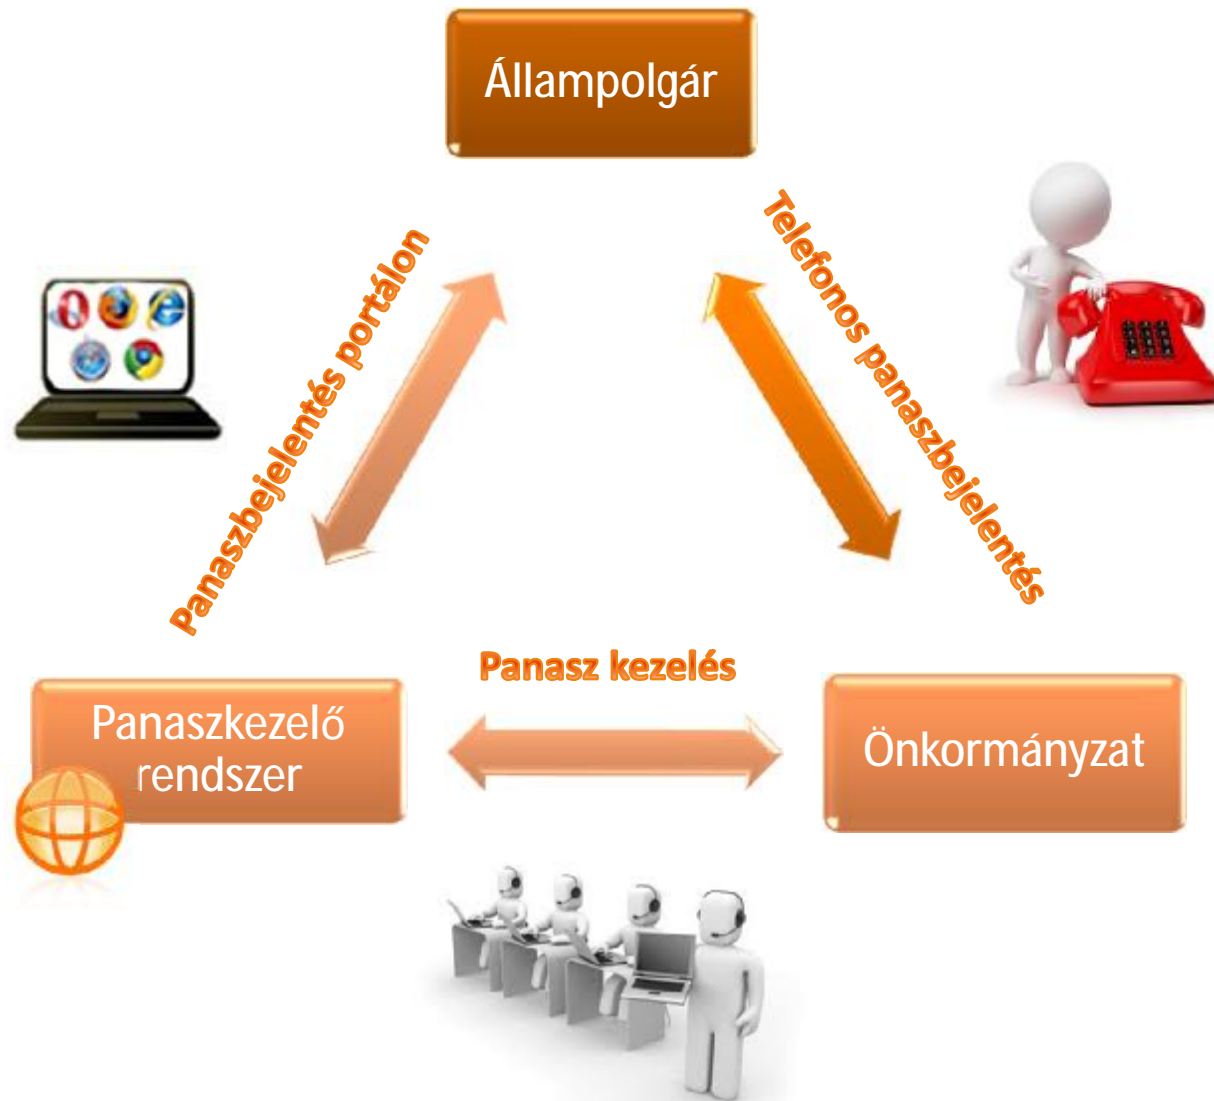 Állampolgár
Panaszbejelentés portálon
Telefonos panaszbejelentés
Panasz kezelés
Panaszkezelő
rendszer
Önkormányzat